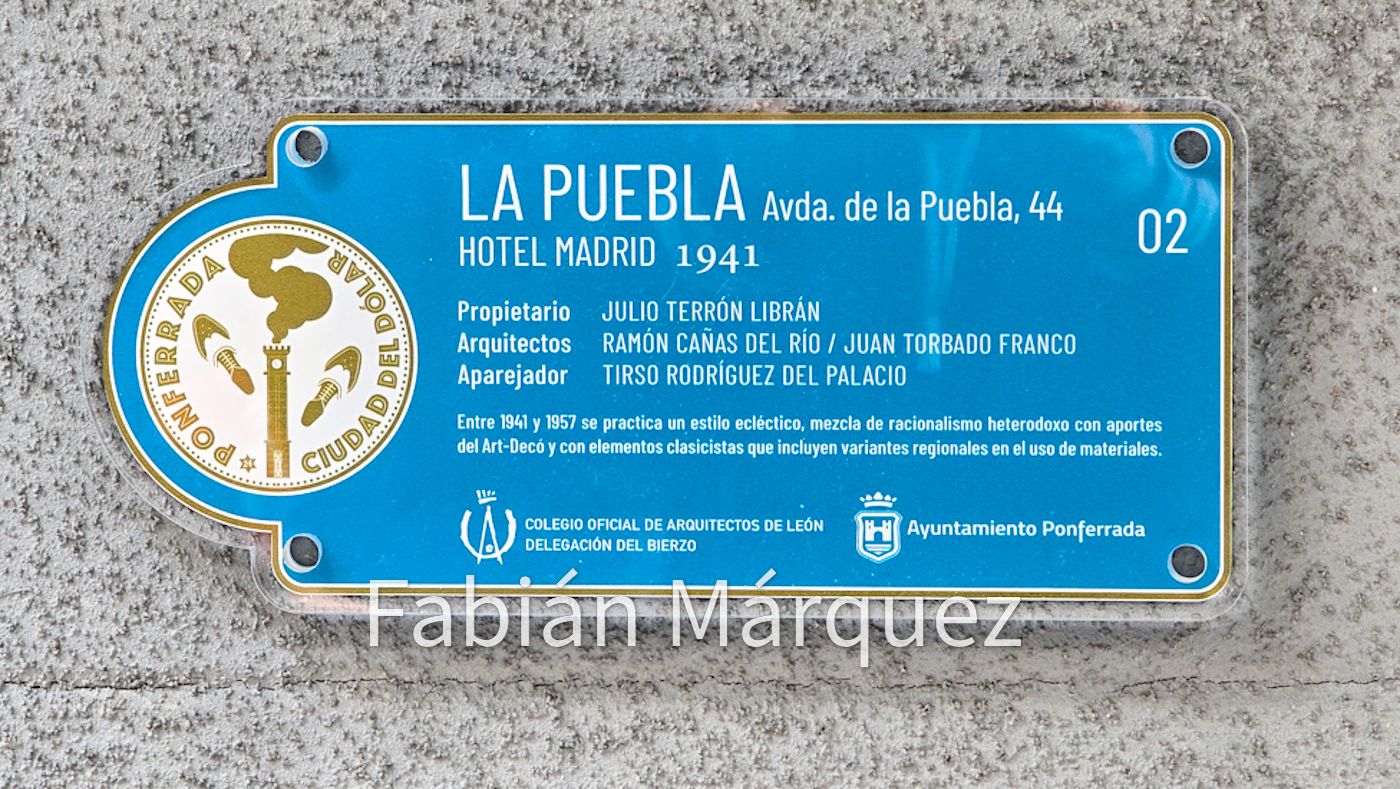 LA PUEBLA Avda. de la Puebla, 44
02
HOTEL MADRID 1941
Propietario JULIO TERRÓN LIBRÁN
Arquitectos RAMÓN CAÑAS DEL RÍO / JUAN TORBADO FRANCO
Aparejador TIRSO RODRÍGUEZ DEL PALACIO
Entre 1941 y 1957 se practica un estilo ecléctico, mezcla de racionalismo heterodoxo con aportes
del Art-Decó y con elementos clasicistas que incluyen variantes regionales en el uso de materiales.
PONFERRADA
CIUDAD DEL DÓLAR
COLEGIO OFICIAL DE ARQUITECTOS DE LEÓN
DELEGACIÓN DEL BIERZO
Ayuntamiento Ponferrada
Fabián Márquez